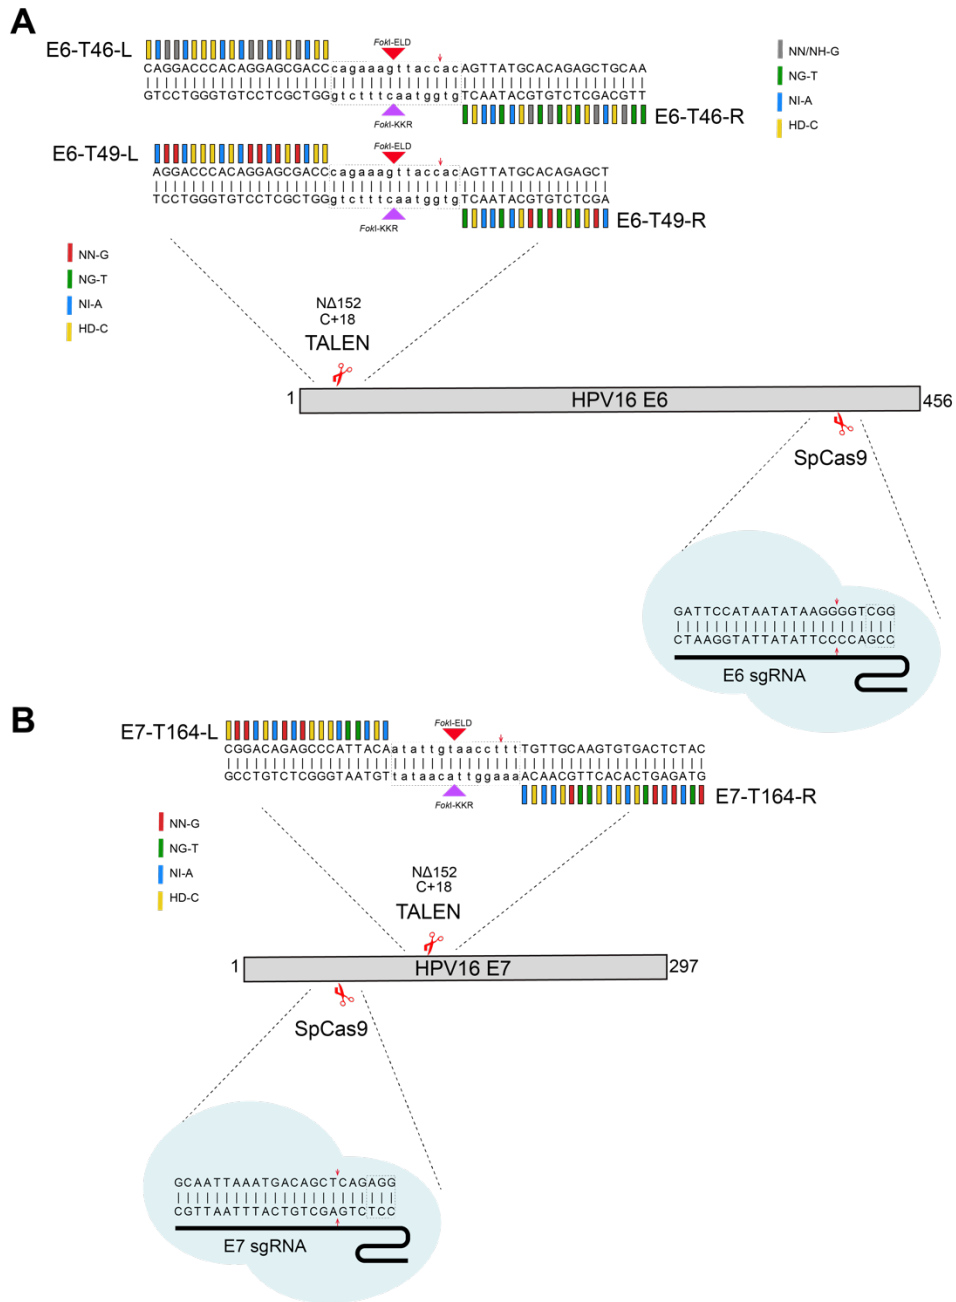 A
E6-T46-L
FokI-ELD
CAGGACCCACAGGAGCGACCcagaaagttaccacAGTTATGCACAGAGCTGCAA
GTCCTGGGTGTCCTCGCTGGgtctttcaatggtgTCAATACGTGTCTCGACGTT
FokI-KKR
E6-T46-R
NN/NH-G
NG-T
NI-A
HD-C
E6-T49-L
FokI-ELD
AGGACCCACAGGAGCGACCcagaaagttaccacAGTTATGCACAGAGCT
TCCTGGGTGTCCTCGCTGGgtctttcaatggtgTCAATACGTGTCTCGA
FokI-KKR
E6-T49-R
NN-G
NG-T
NI-A
HD-C
NΔ152
C+18
TALEN
1
HPV16 E6
456
SpCas9
GATTCCATAATATAAGGGGTCGG
CTAAGGTATTATATTCCCCAGCC
E6 sgRNA
B
E7-T164-L
FokI-ELD
CGGACAGAGCCCATTACAatattgtaacctttTGTTGCAAGTGTGACTCTAC
GCCTGTCTCGGGTAATGTtataacattggaaaACAACGTTCACACTGAGATG
FokI-KKR
E7-T164-R
NN-G
NG-T
NI-A
HD-C
NΔ152
C+18
TALEN
1
HPV16 E7
297
SpCas9
GCAATTAAATGACAGCTCAGAGG
CGTTAATTTACTGTCGAGTCTCC
E7 sgRNA